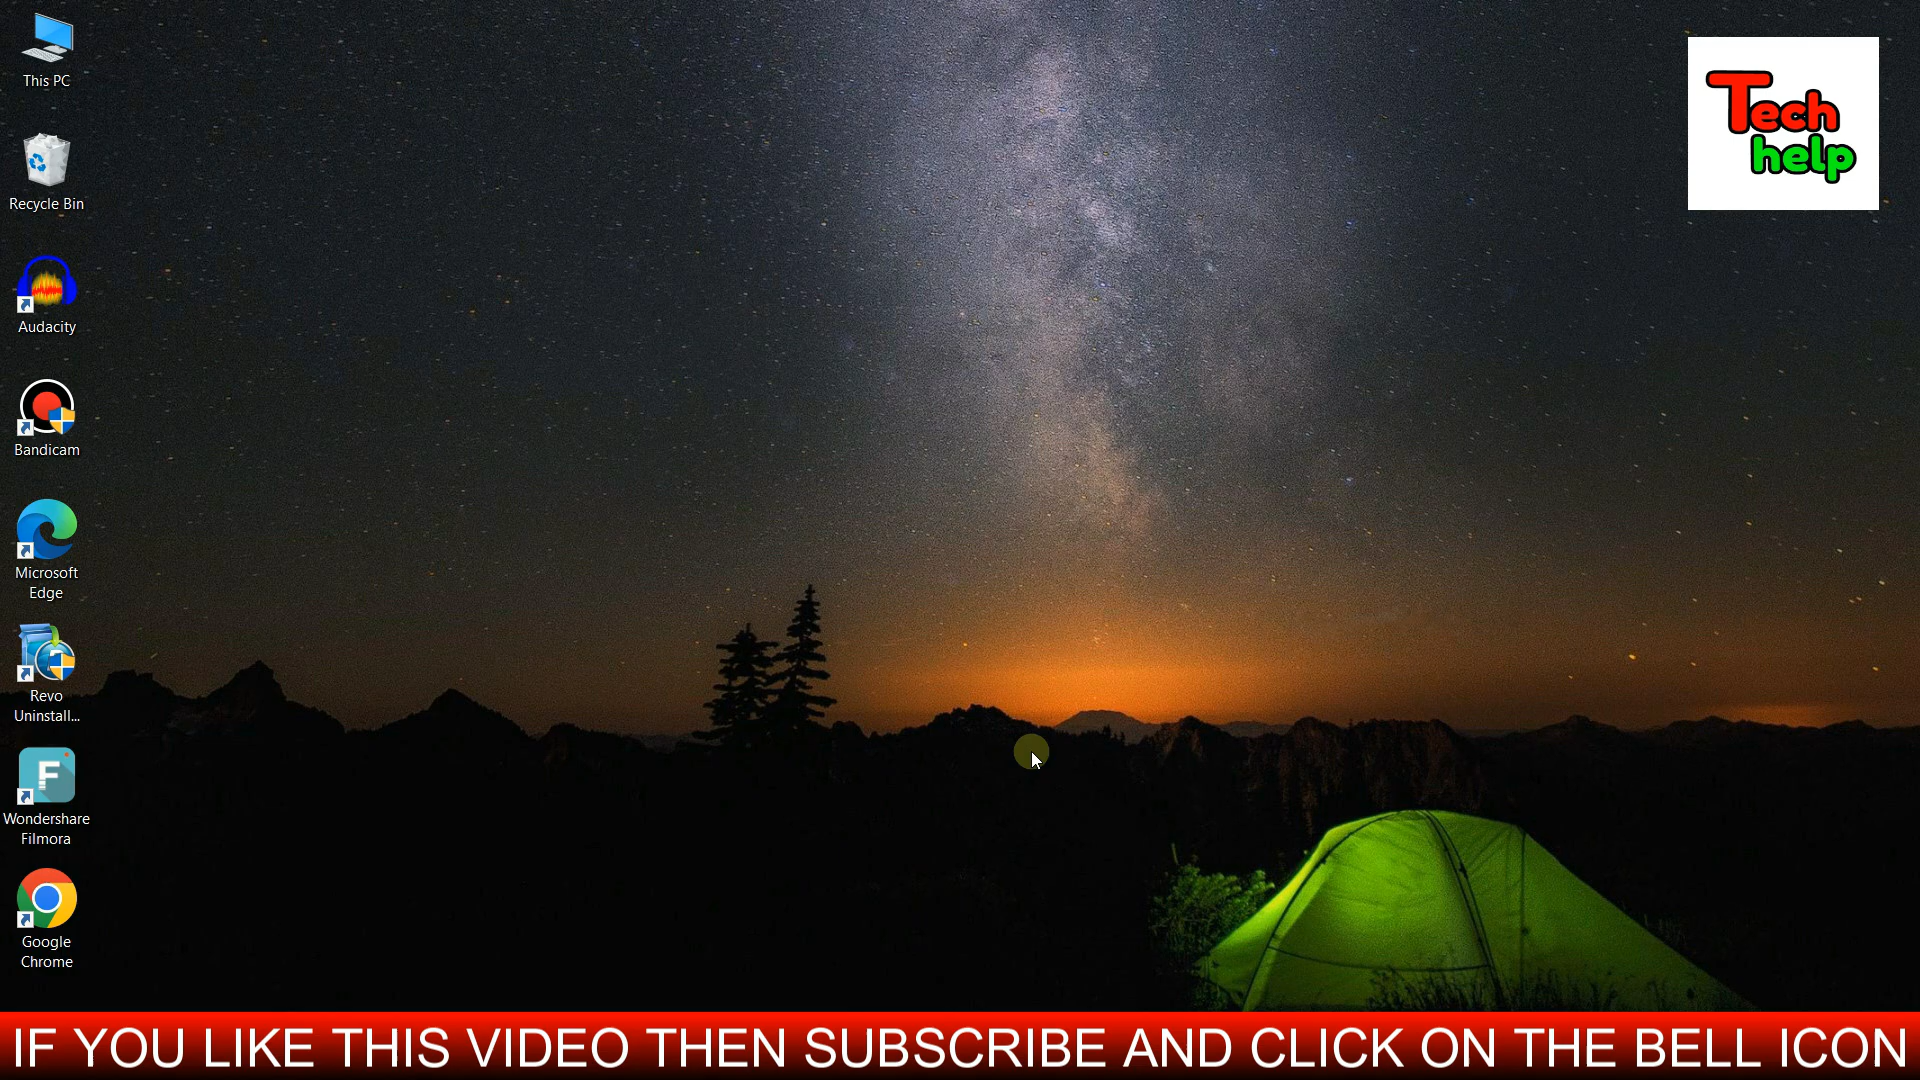 This PC
Recycle Bin
Audacity
Bandicam
Microsoft
Edge
Revo
Uninstall...
Wondershare
Filmora
Google
Chrome
Tech
help
IF YOU LIKE THIS VIDEO THEN SUBSCRIBE AND CLICK ON THE BELL ICON